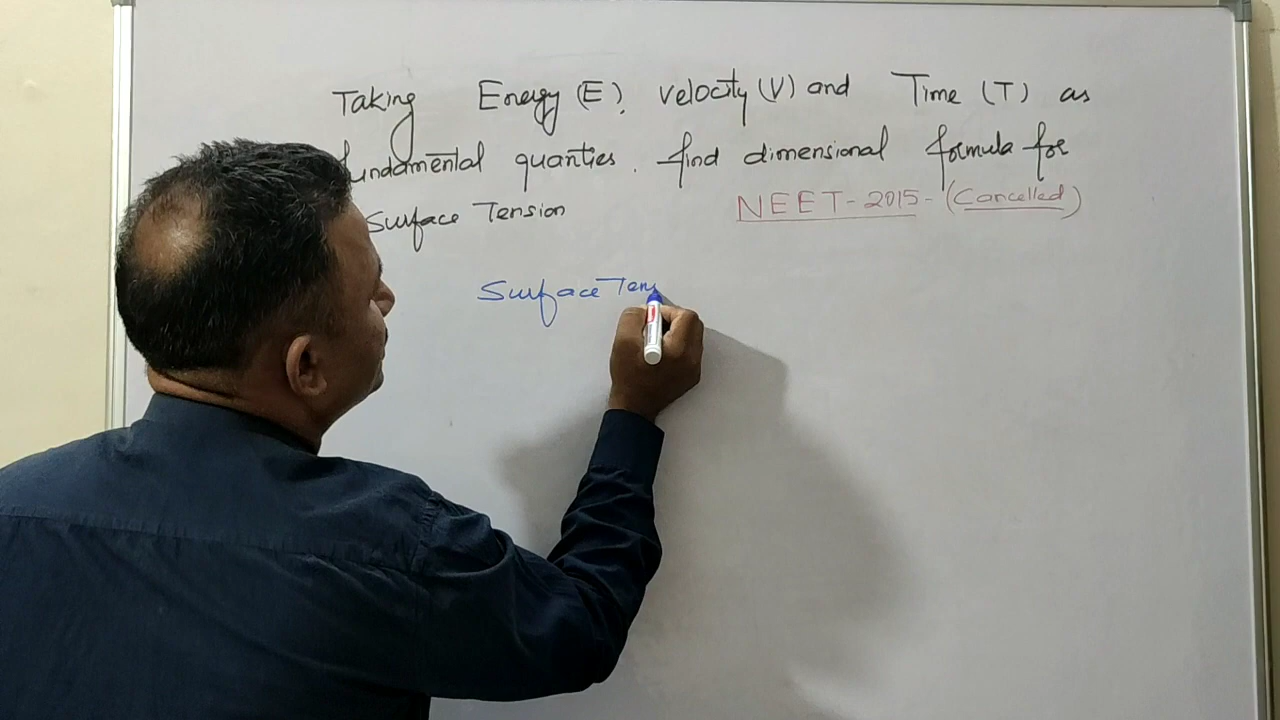 Taking Energy (E), velocity (V) and Time (T) as
fundamental quanties. find dimensional formula for
Surface Tension
NEET-2015-(Cancelled)
Surface Tens